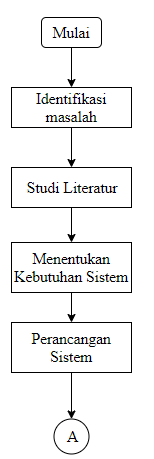 Mulai
Identifikasi
masalah
Studi Literatur
Menentukan
Kebutuhan Sistem
Perancangan
Sistem
A